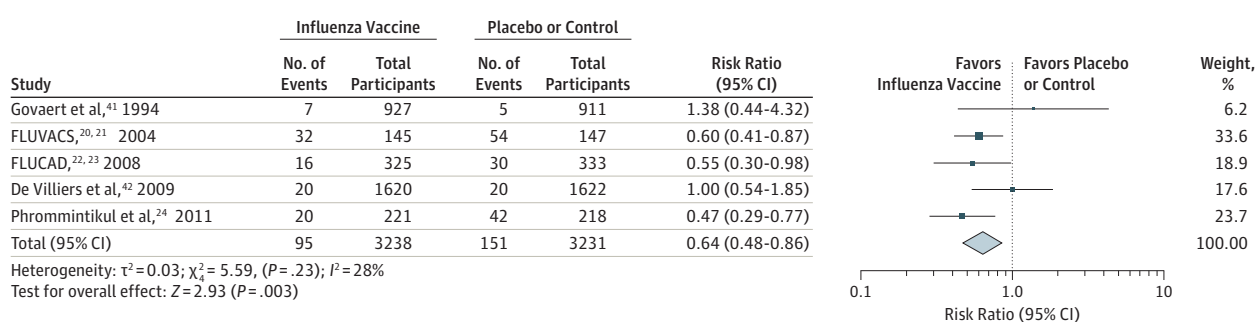 Influenza Vaccine Placebo or Control
No. of Total No. of Total Risk Ratio Favors Favors Placebo Weight,
Study Events Participants Events Participants (95% CI) Influenza Vaccine or Control %
Govaert et al,41 1994 7 927 5 911 1.38 (0.44-4.32) 6.2
FLUVACS,20, 21 2004 32 145 54 147 0.60 (0.41-0.87) 33.6
FLUCAD,22, 23 2008 16 325 30 333 0.55 (0.30-0.98) 18.9
De Villiers et al,42 2009 20 1620 20 1622 1.00 (0.54-1.85) 17.6
Phrommintikul et al,24 2011 20 221 42 218 0.47 (0.29-0.77) 23.7
Total (95% CI) 95 3238 151 3231 0.64 (0.48-0.86) 100.00
Heterogeneity: τ2 = 0.03; χ24 = 5.59, (P = .23); I2 = 28%
Test for overall effect: Z = 2.93 (P = .003)
0.1 1.0 10
Risk Ratio (95% CI)